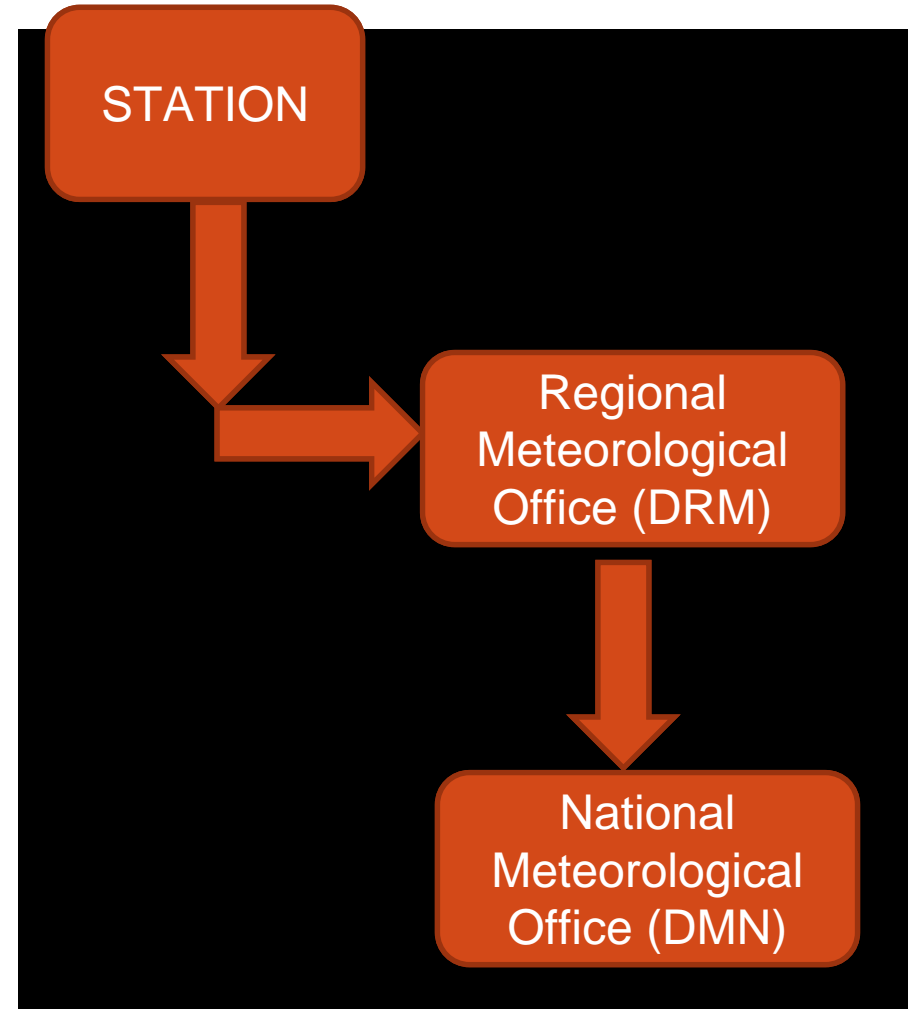 STATION
Regional
Meteorological
Office (DRM)
National
Meteorological
Office (DMN)